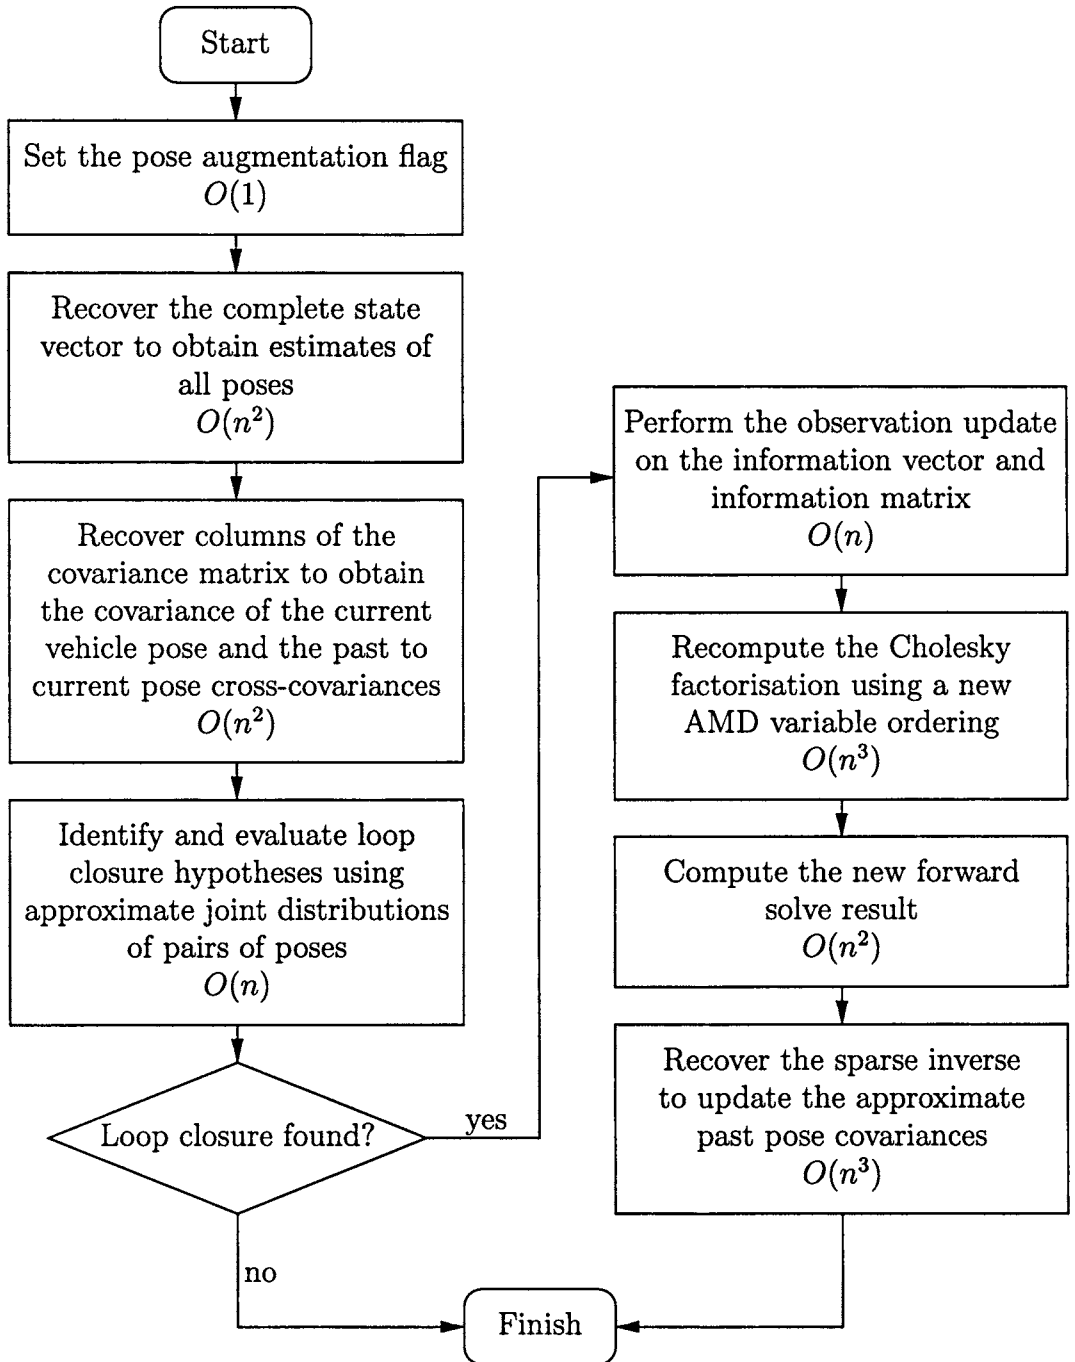 Start
Set the pose augmentation flag
O(1)
Recover the complete state
vector to obtain estimates of
all poses
O(n²)
Recover columns of the
covariance matrix to obtain
the covariance of the current
vehicle pose and the past to
current pose cross-covariances
O(n²)
Identify and evaluate loop
closure hypotheses using
approximate joint distributions
of pairs of poses
O(n)
Loop closure found?
yes
no
Perform the observation update
on the information vector and
information matrix
O(n)
Recompute the Cholesky
factorisation using a new
AMD variable ordering
O(n³)
Compute the new forward
solve result
O(n²)
Recover the sparse inverse
to update the approximate
past pose covariances
O(n³)
Finish